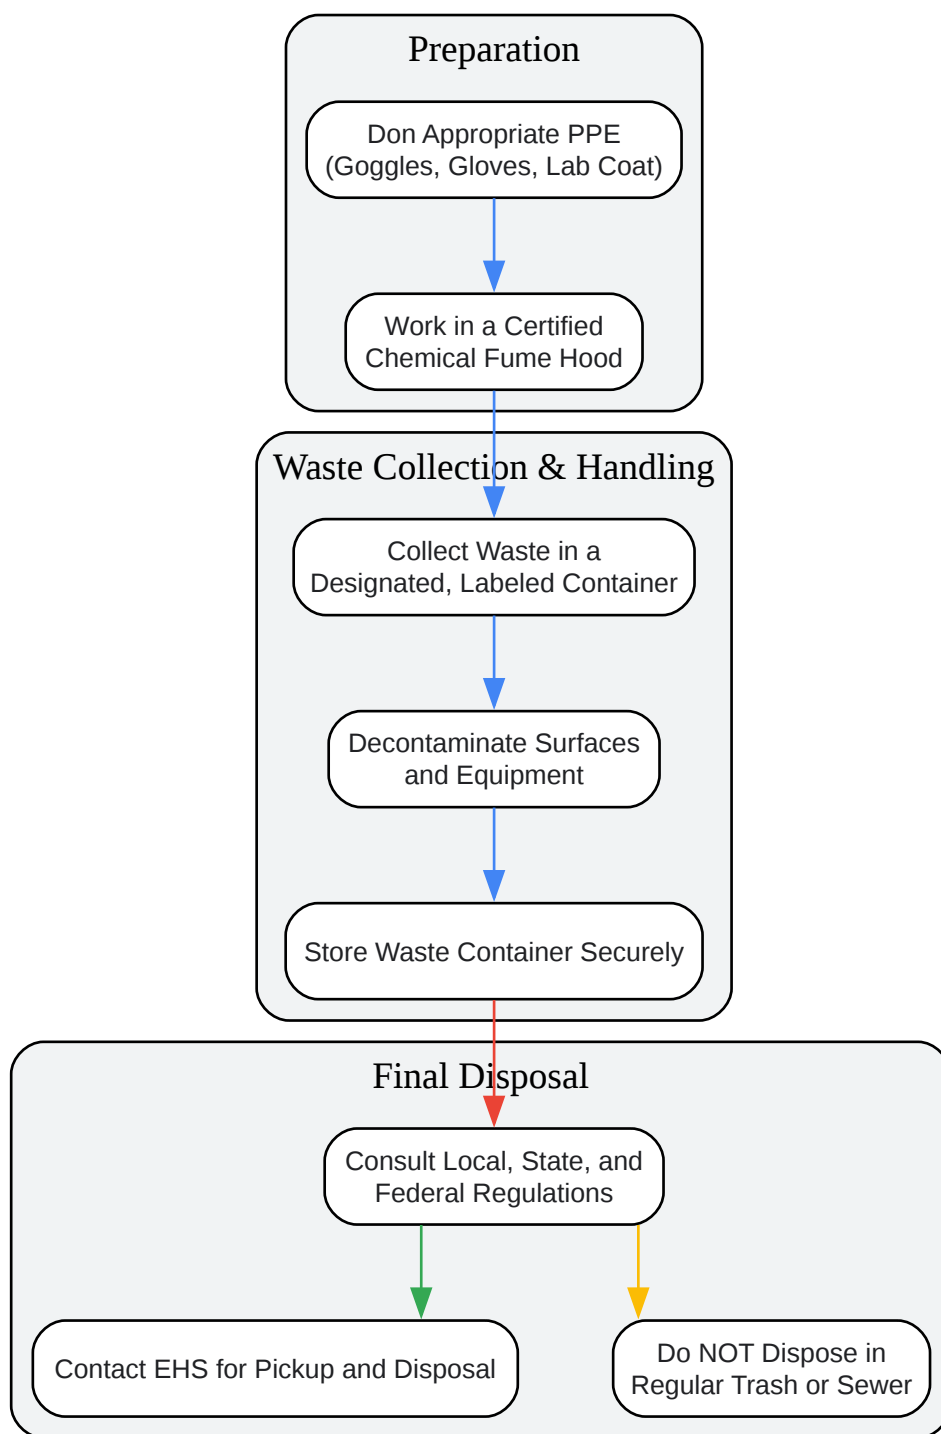 Preparation
Don Appropriate PPE
(Goggles, Gloves, Lab Coat)
Work in a Certified
Chemical Fume Hood
Waste Collection & Handling
Collect Waste in a
Designated, Labeled Container
Decontaminate Surfaces
and Equipment
Store Waste Container Securely
Final Disposal
Consult Local, State, and
Federal Regulations
Contact EHS for Pickup and Disposal
Do NOT Dispose in
Regular Trash or Sewer